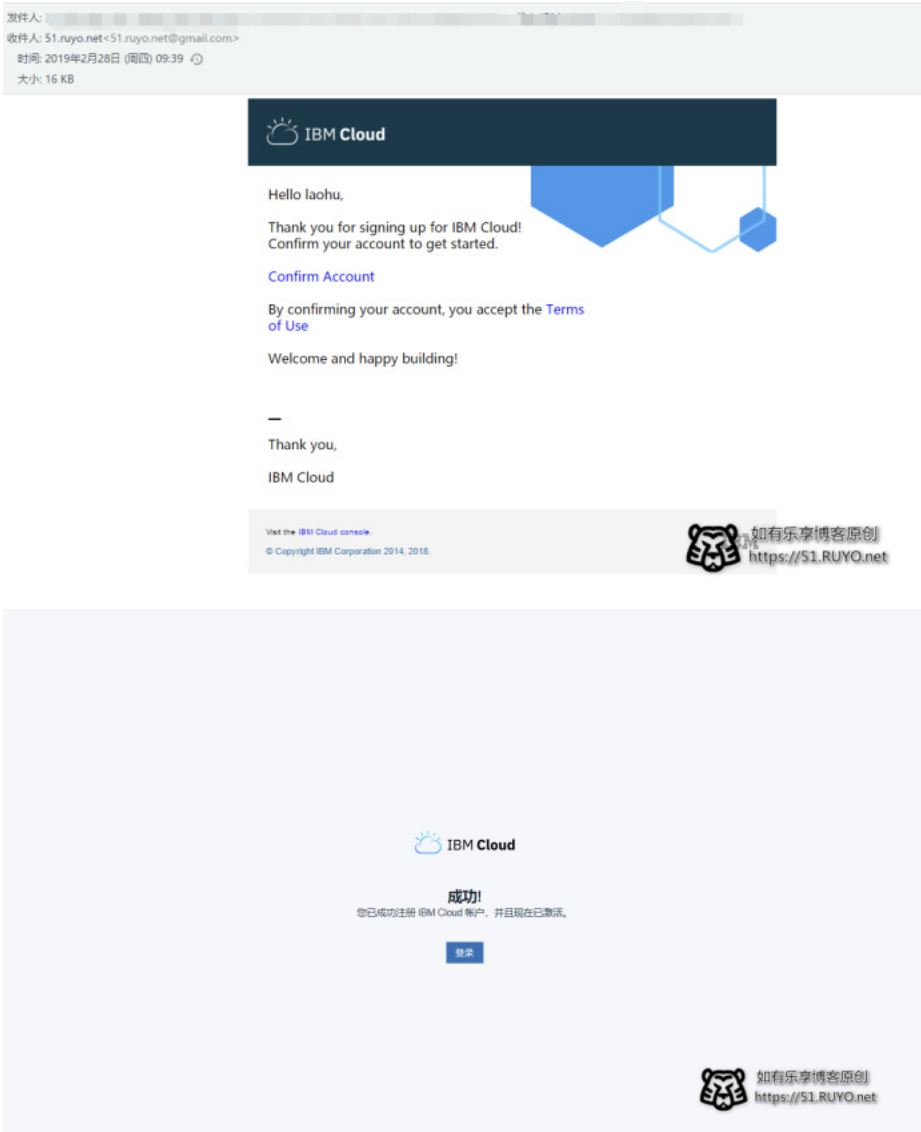 发件人:
收件人: 51.ruyo.net<51.ruyo.net@gmail.com>
时间: 2019年2月28日 (周四) 09:39
大小: 16 KB
IBM Cloud
Hello laohu,
Thank you for signing up for IBM Cloud!
Confirm your account to get started.
Confirm Account
By confirming your account, you accept the Terms
of Use
Welcome and happy building!
—
Thank you,
IBM Cloud
Visit the IBM Cloud console.
© Copyright IBM Corporation 2014, 2018.
IBM
如有乐享博客原创
https://51.RUYO.net
IBM Cloud
成功!
您已成功注册 IBM Cloud 帐户，并且现在已激活。
登录
如有乐享博客原创
https://51.RUYO.net